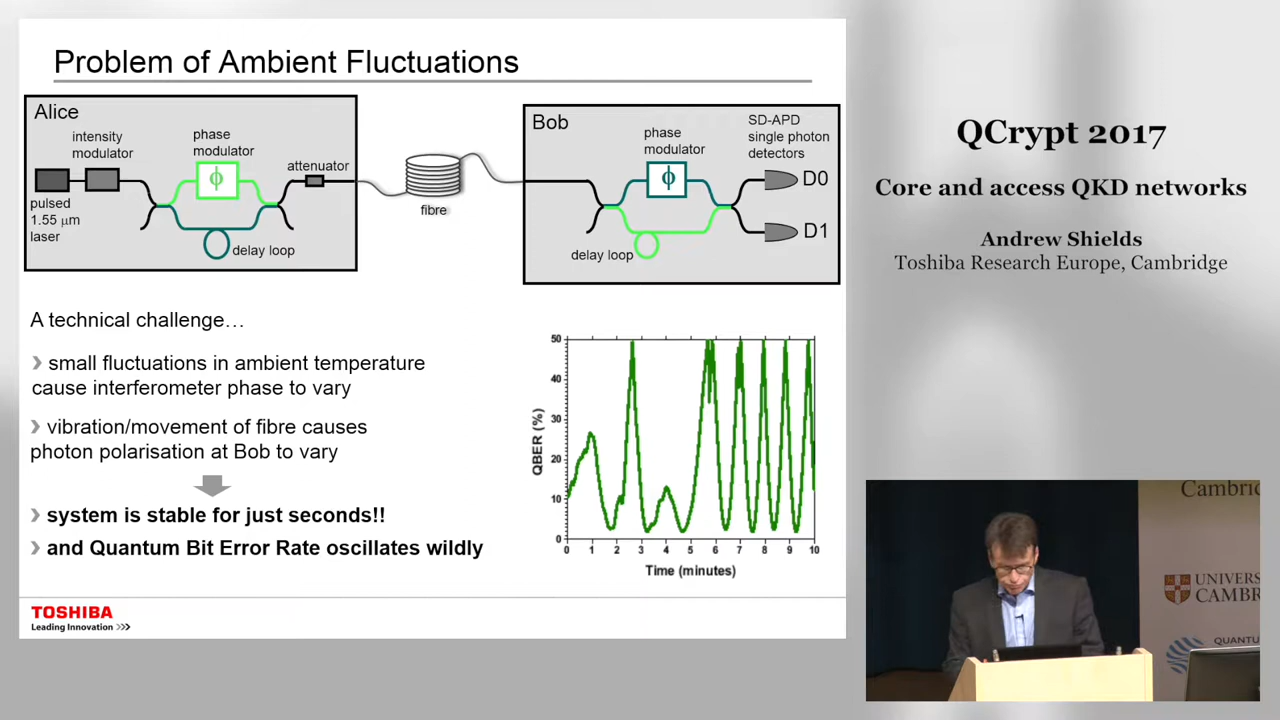 Problem of Ambient Fluctuations
Alice
intensity
modulator
phase
modulator
attenuator
ϕ
pulsed
1.55 μm
laser
delay loop
fibre
Bob
phase
modulator
SD-APD
single photon
detectors
ϕ
D0
D1
delay loop
A technical challenge…
› small fluctuations in ambient temperature
cause interferometer phase to vary
› vibration/movement of fibre causes
photon polarisation at Bob to vary
› system is stable for just seconds!!
› and Quantum Bit Error Rate oscillates wildly
50
40
30
20
10
0
QBER (%)
0 1 2 3 4 5 6 7 8 9 10
Time (minutes)
TOSHIBA
Leading Innovation >>>
QCrypt 2017
Core and access QKD networks
Andrew Shields
Toshiba Research Europe, Cambridge
Cambridg
UNIVERS
CAMBR
QUANTU